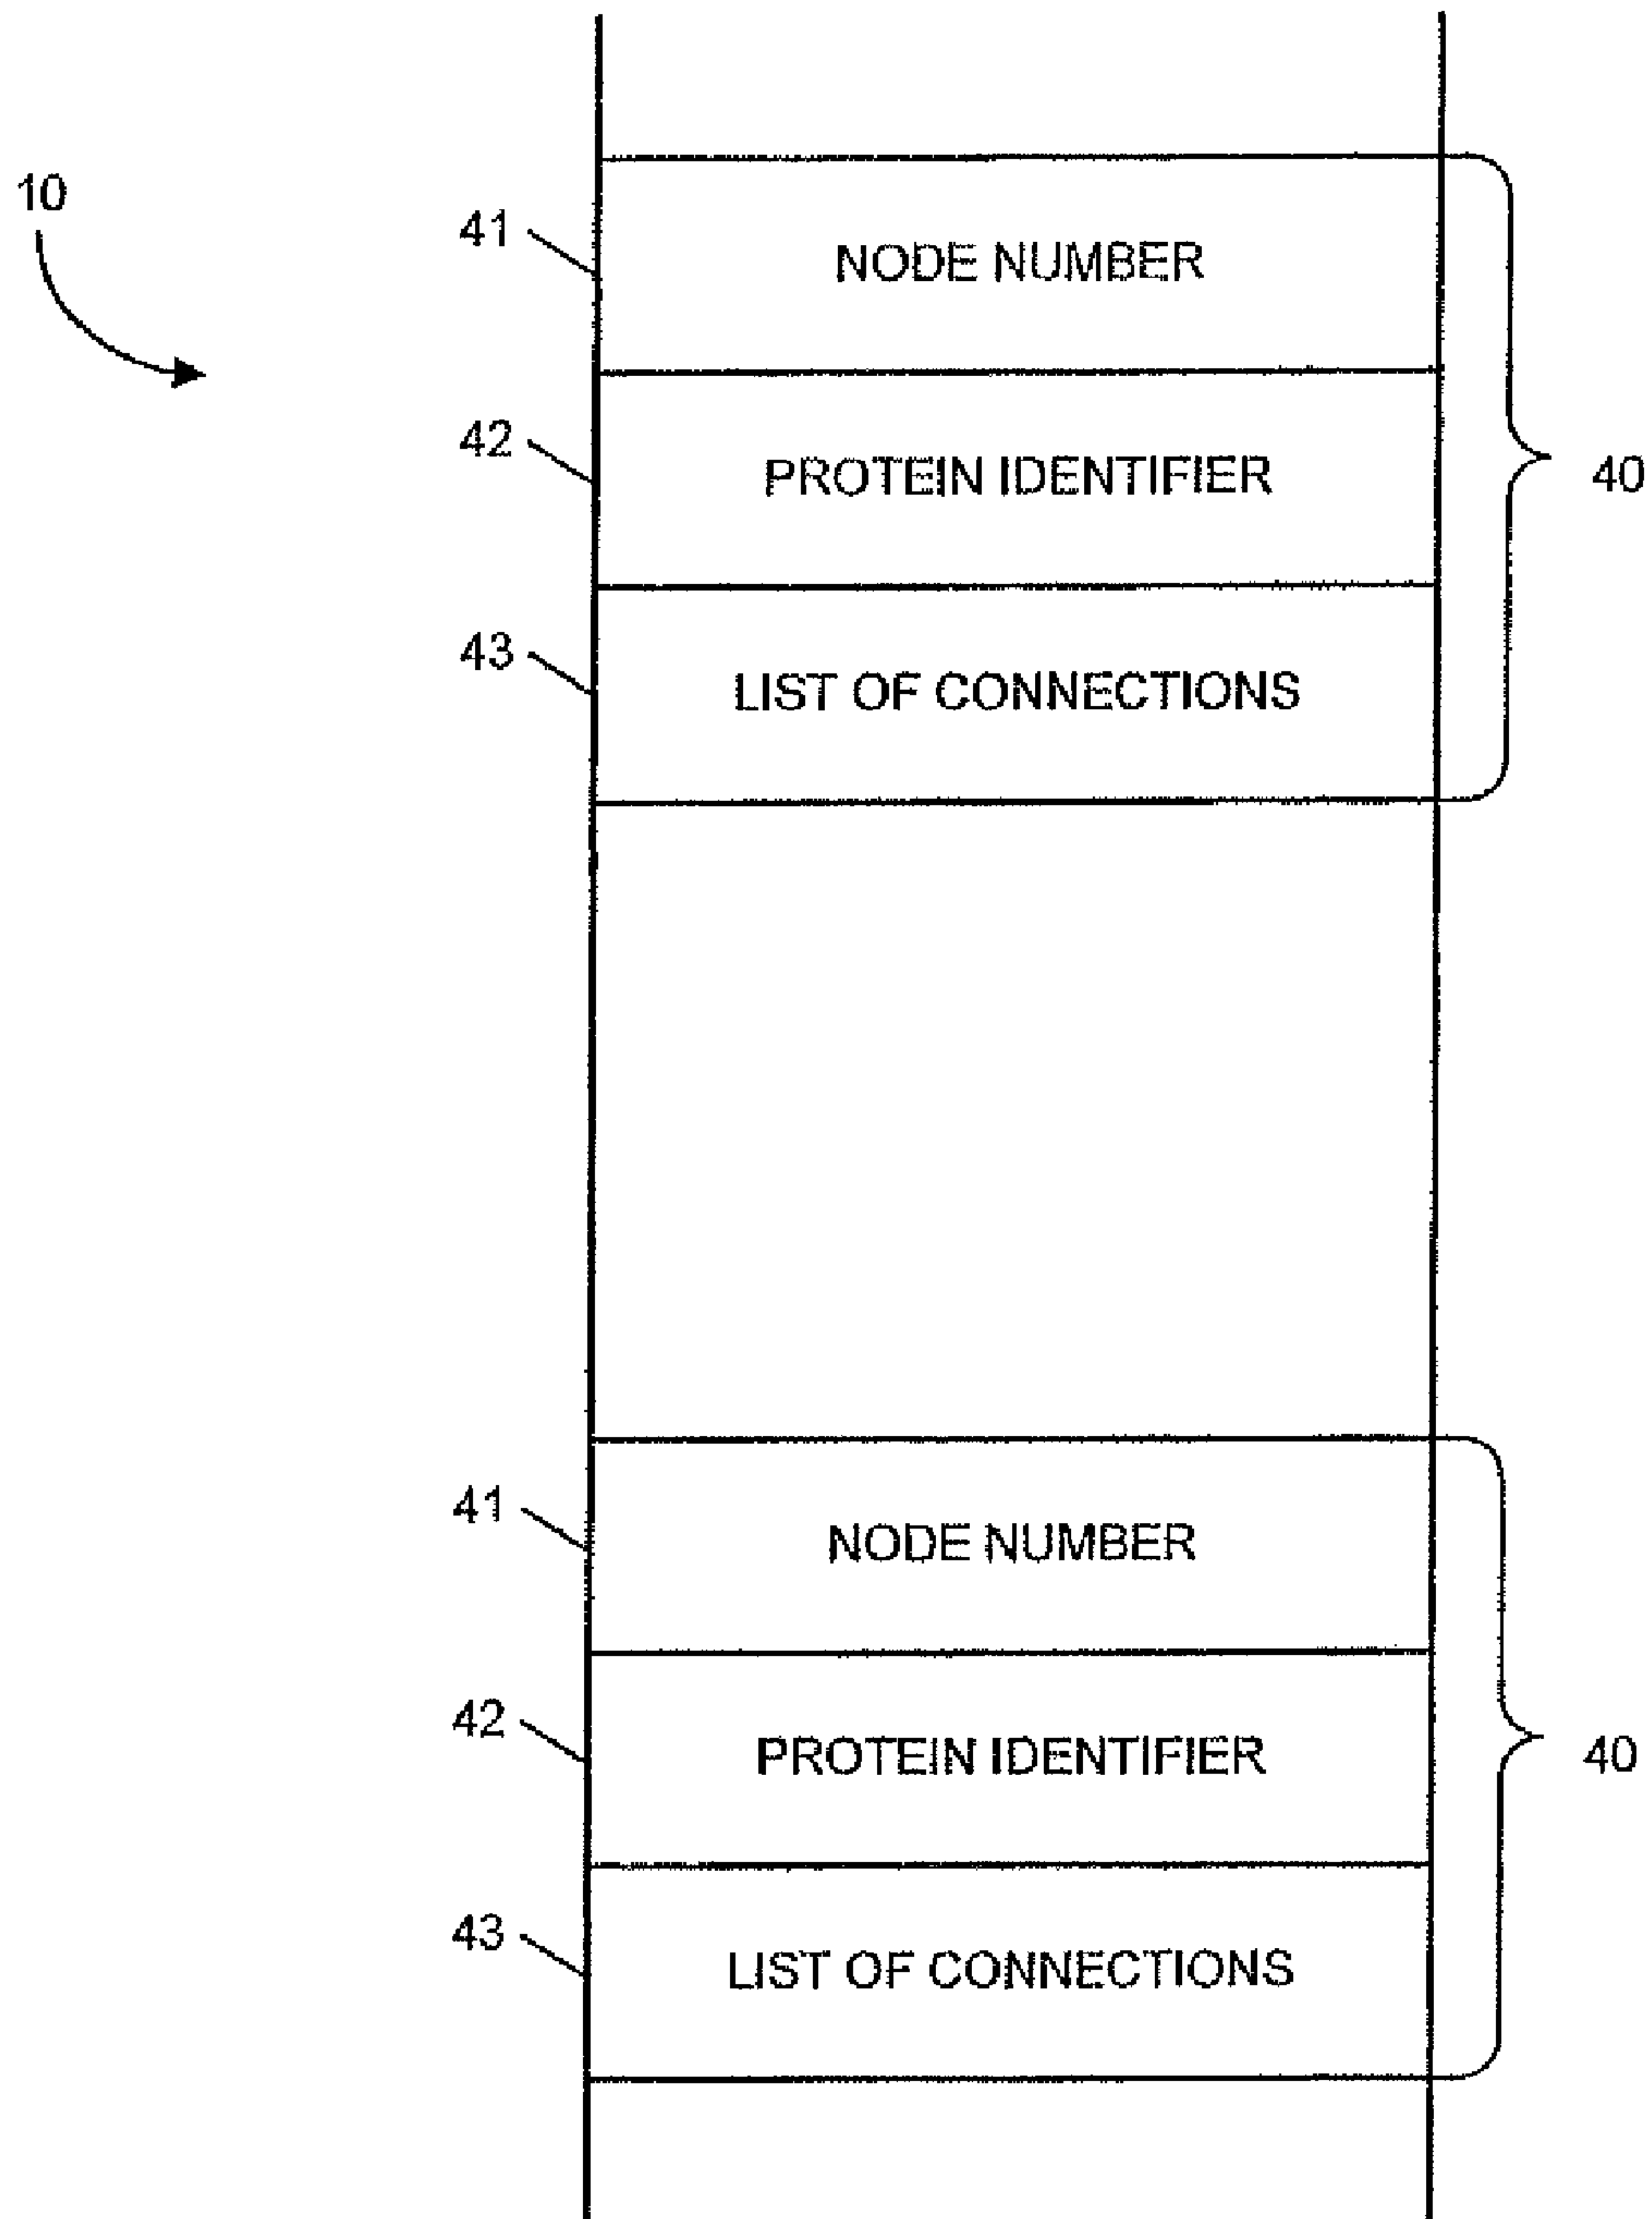 10
41
NODE NUMBER
42
PROTEIN IDENTIFIER
40
43
LIST OF CONNECTIONS
41
NODE NUMBER
42
PROTEIN IDENTIFIER
40
43
LIST OF CONNECTIONS